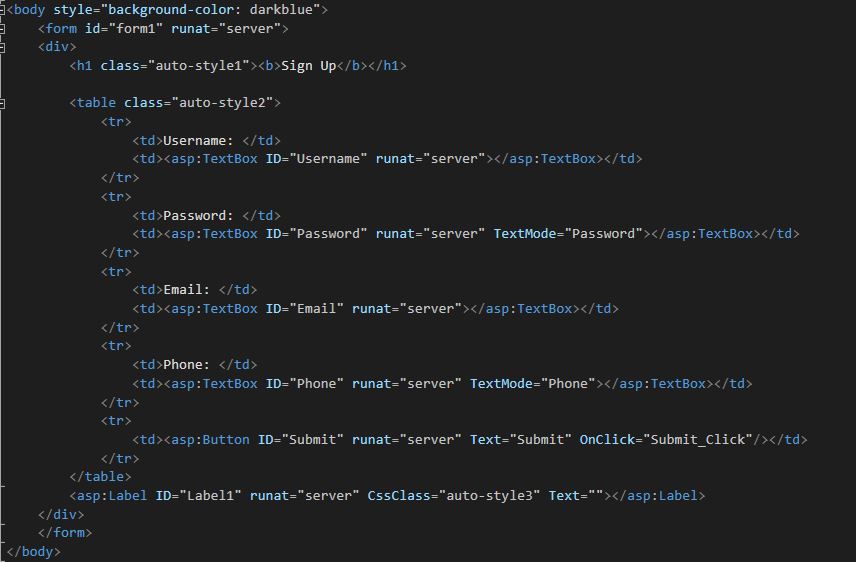 <body style="background-color: darkblue">
<form id="form1" runat="server">
<div>
<h1 class="auto-style1"><b>Sign Up</b></h1>
<table class="auto-style2">
<tr>
<td>Username: </td>
<td><asp:TextBox ID="Username" runat="server"></asp:TextBox></td>
</tr>
<tr>
<td>Password: </td>
<td><asp:TextBox ID="Password" runat="server" TextMode="Password"></asp:TextBox></td>
</tr>
<tr>
<td>Email: </td>
<td><asp:TextBox ID="Email" runat="server"></asp:TextBox></td>
</tr>
<tr>
<td>Phone: </td>
<td><asp:TextBox ID="Phone" runat="server" TextMode="Phone"></asp:TextBox></td>
</tr>
<tr>
<td><asp:Button ID="Submit" runat="server" Text="Submit" OnClick="Submit_Click"/></td>
</tr>
</table>
<asp:Label ID="Label1" runat="server" CssClass="auto-style3" Text=""></asp:Label>
</div>
</form>
</body>